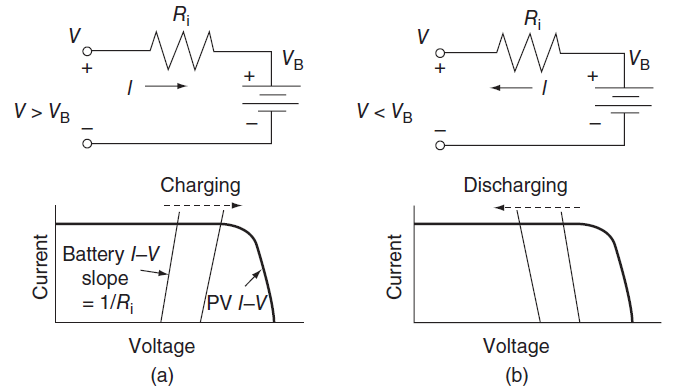 V
+
Ri
I
VB
+
–
V > VB
–
V
+
Ri
I
VB
+
–
V < VB
–
Charging
Current
Battery I–V
slope
= 1/Ri
PV I–V
Voltage
(a)
Discharging
Current
Voltage
(b)